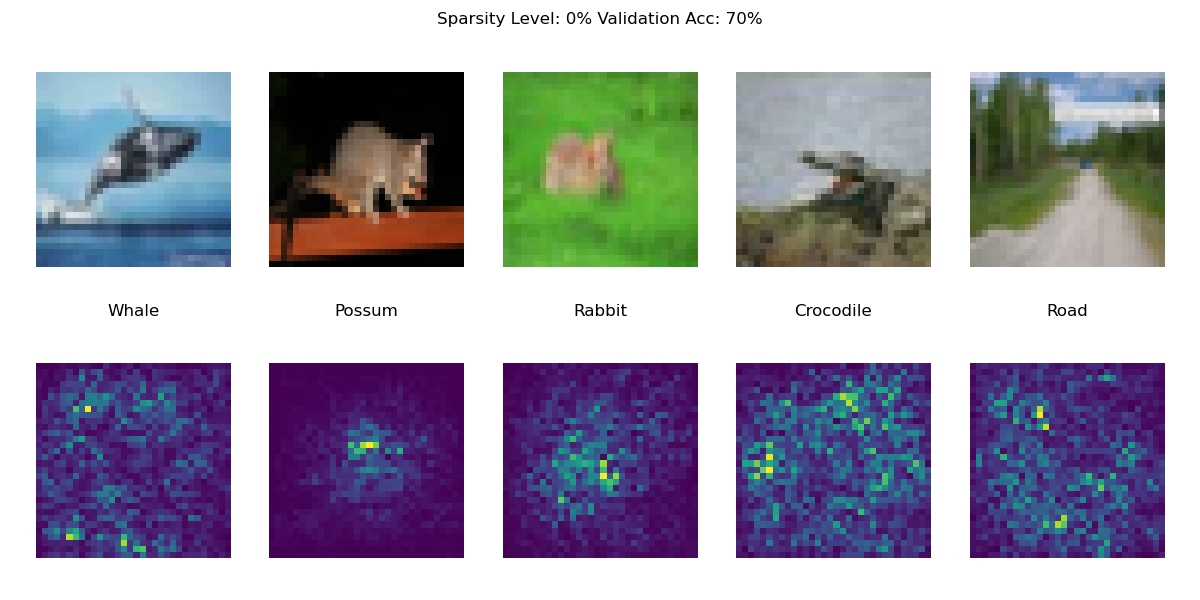 Sparsity Level: 0% Validation Acc: 70%
Whale
Possum
Rabbit
Crocodile
Road